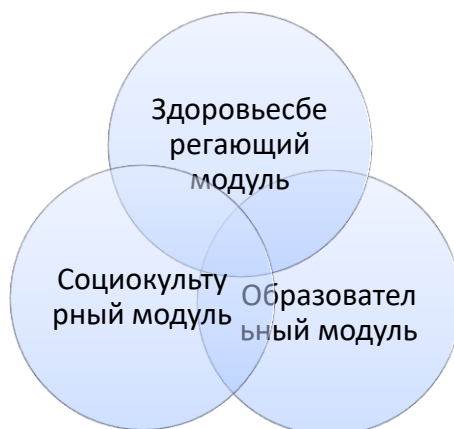 Здоровьесбе
регающий
модуль
Социокульту
рный модуль
Образовател
ьный модуль